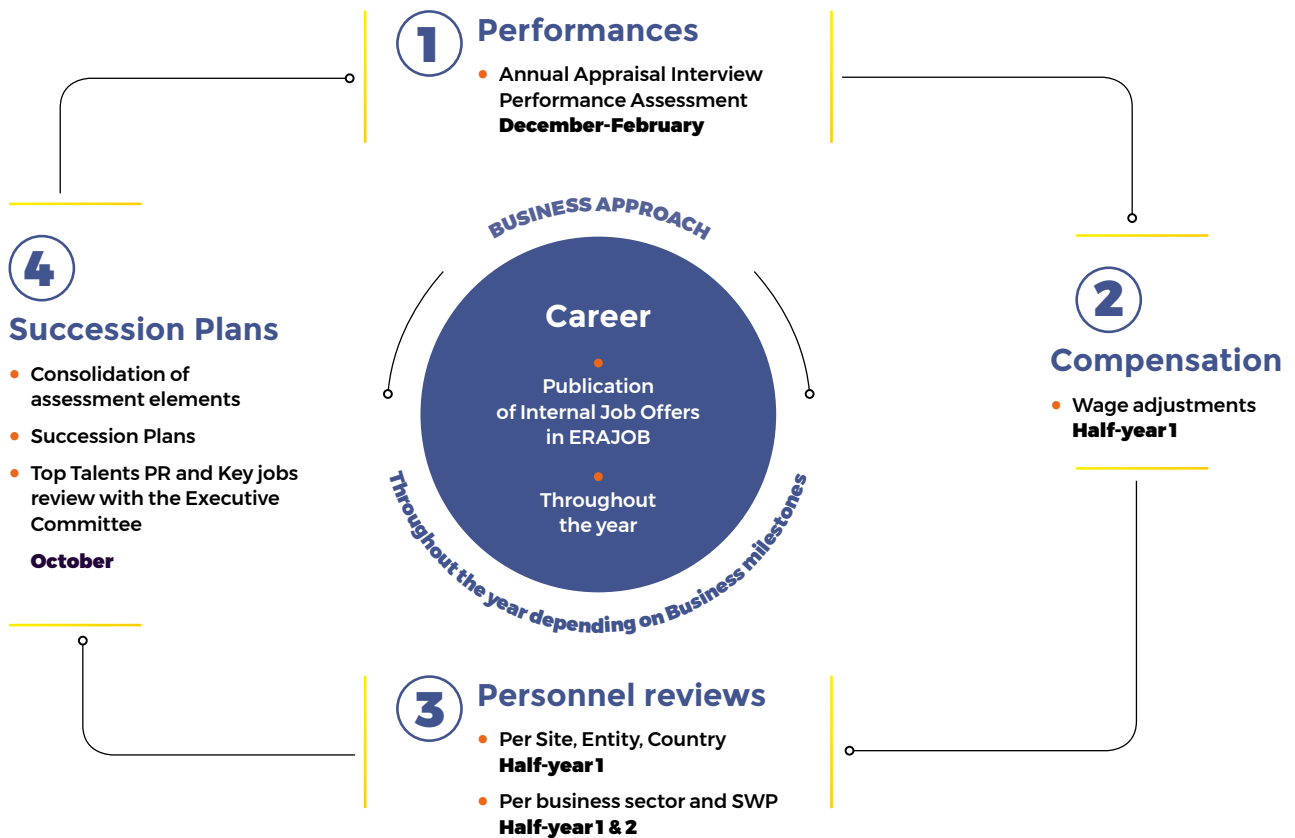 1
Performances
• Annual Appraisal Interview
Performance Assessment
December-February
2
Compensation
• Wage adjustments
Half-year 1
3
Personnel reviews
• Per Site, Entity, Country
Half-year 1
• Per business sector and SWP
Half-year 1 & 2
4
Succession Plans
• Consolidation of
assessment elements
• Succession Plans
• Top Talents PR and Key jobs
review with the Executive
Committee
October
BUSINESS APPROACH
Career
•
Publication
of Internal Job Offers
in ERAJOB
•
Throughout
the year
Throughout the year depending on Business milestones